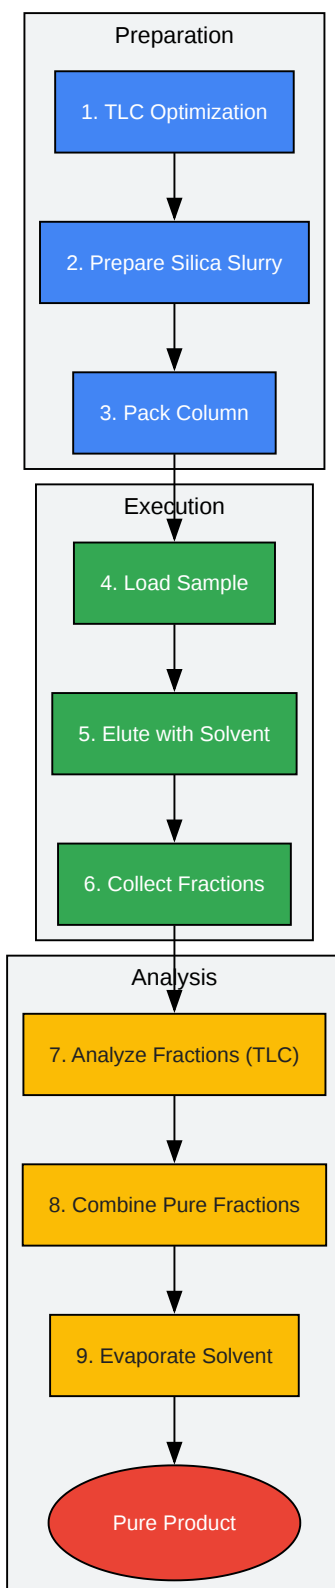 Preparation
1. TLC Optimization
2. Prepare Silica Slurry
3. Pack Column
Execution
4. Load Sample
5. Elute with Solvent
6. Collect Fractions
Analysis
7. Analyze Fractions (TLC)
8. Combine Pure Fractions
9. Evaporate Solvent
Pure Product